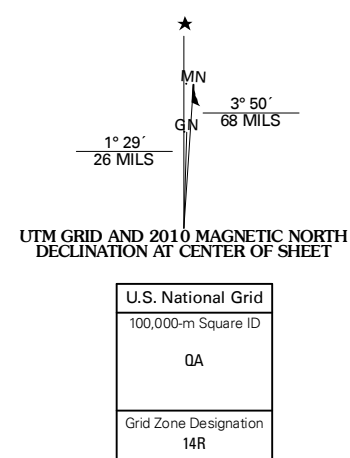 MN
GN
3° 50´
68 MILS
1° 29´
26 MILS
UTM GRID AND 2010 MAGNETIC NORTH
DECLINATION AT CENTER OF SHEET
U.S. National Grid
100,000-m Square ID
QA
Grid Zone Designation
14R